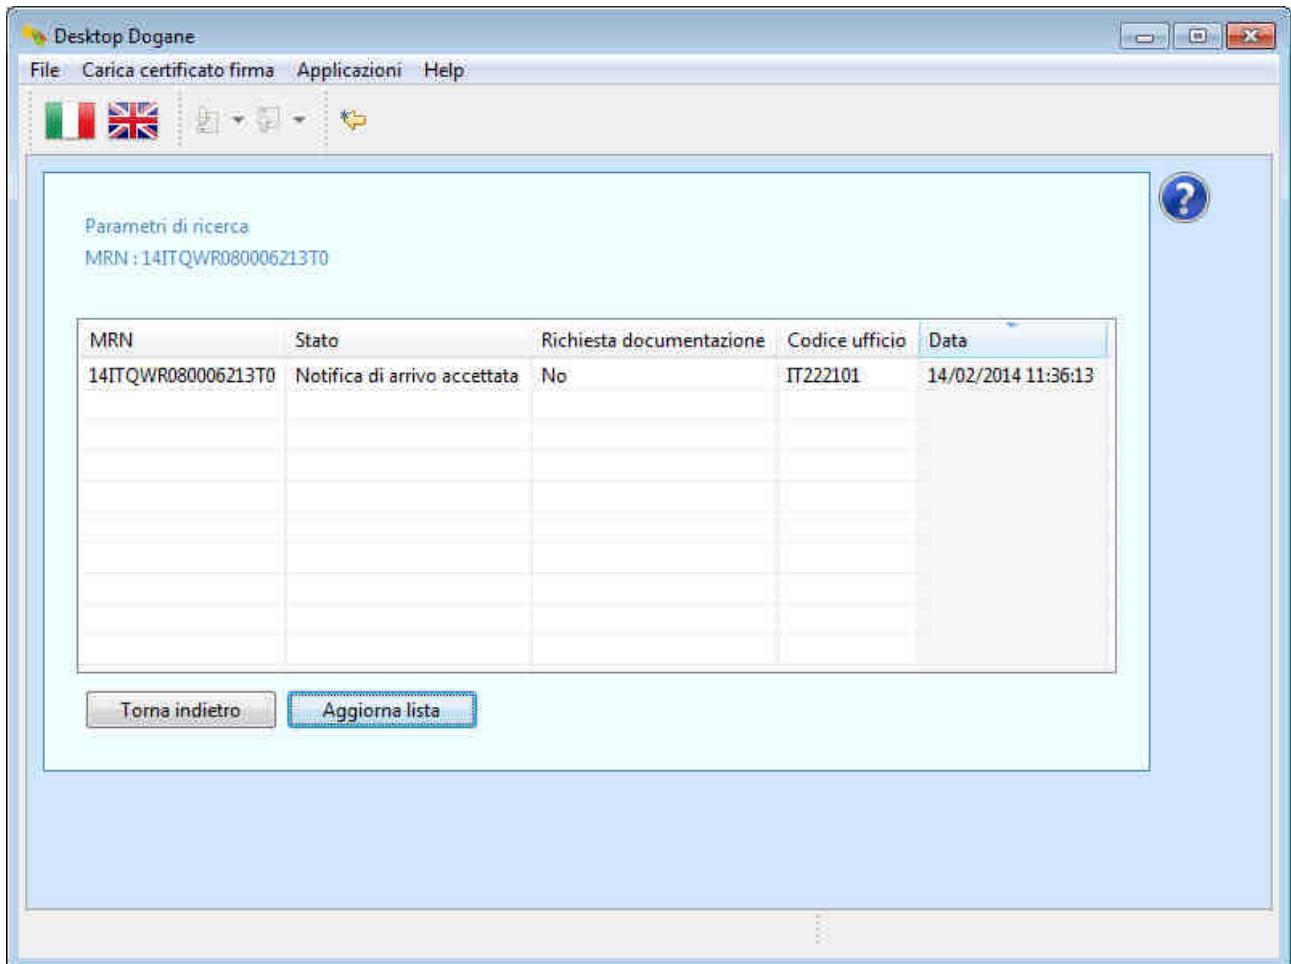 Desktop Dogane
File Carica certificato firma Applicazioni Help
Parametri di ricerca
MRN : 14ITQWR080006213T0
MRN Stato Richiesta documentazione Codice ufficio Data
14ITQWR080006213T0 Notifica di arrivo accettata No IT222101 14/02/2014 11:36:13
Torna indietro Aggiorna lista